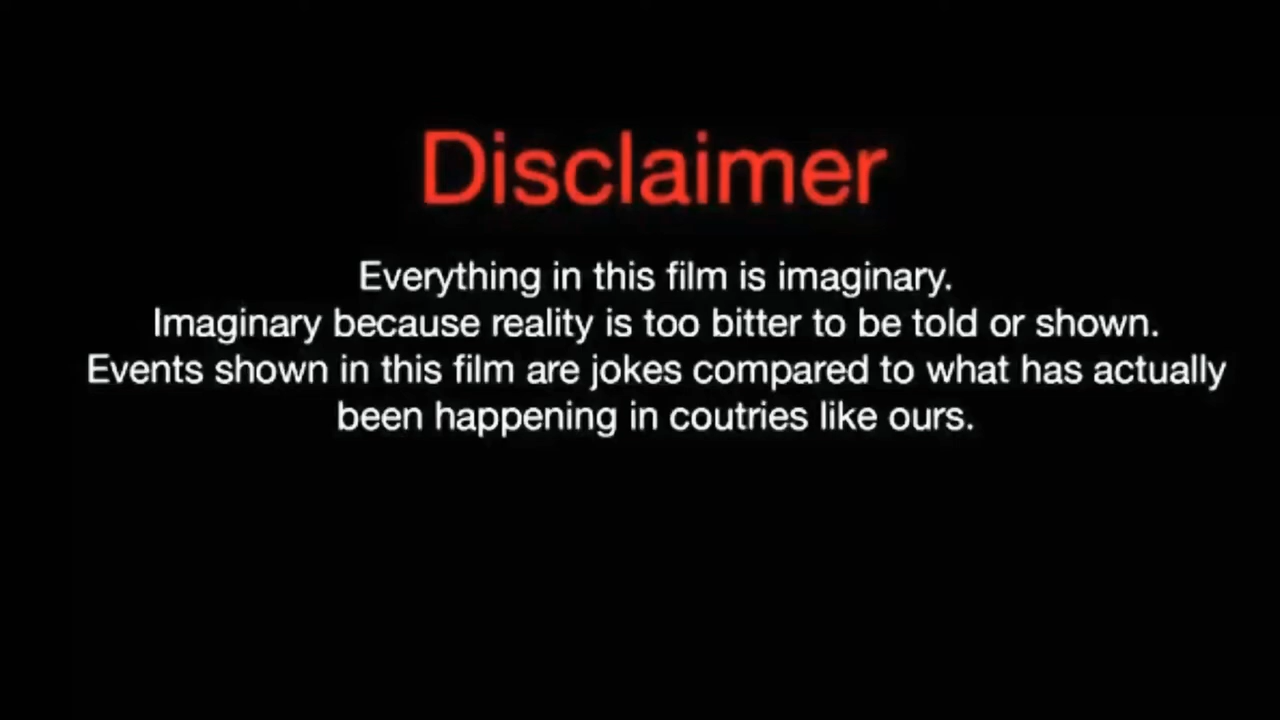 Disclaimer
Everything in this film is imaginary.
Imaginary because reality is too bitter to be told or shown.
Events shown in this film are jokes compared to what has actually
been happening in coutries like ours.